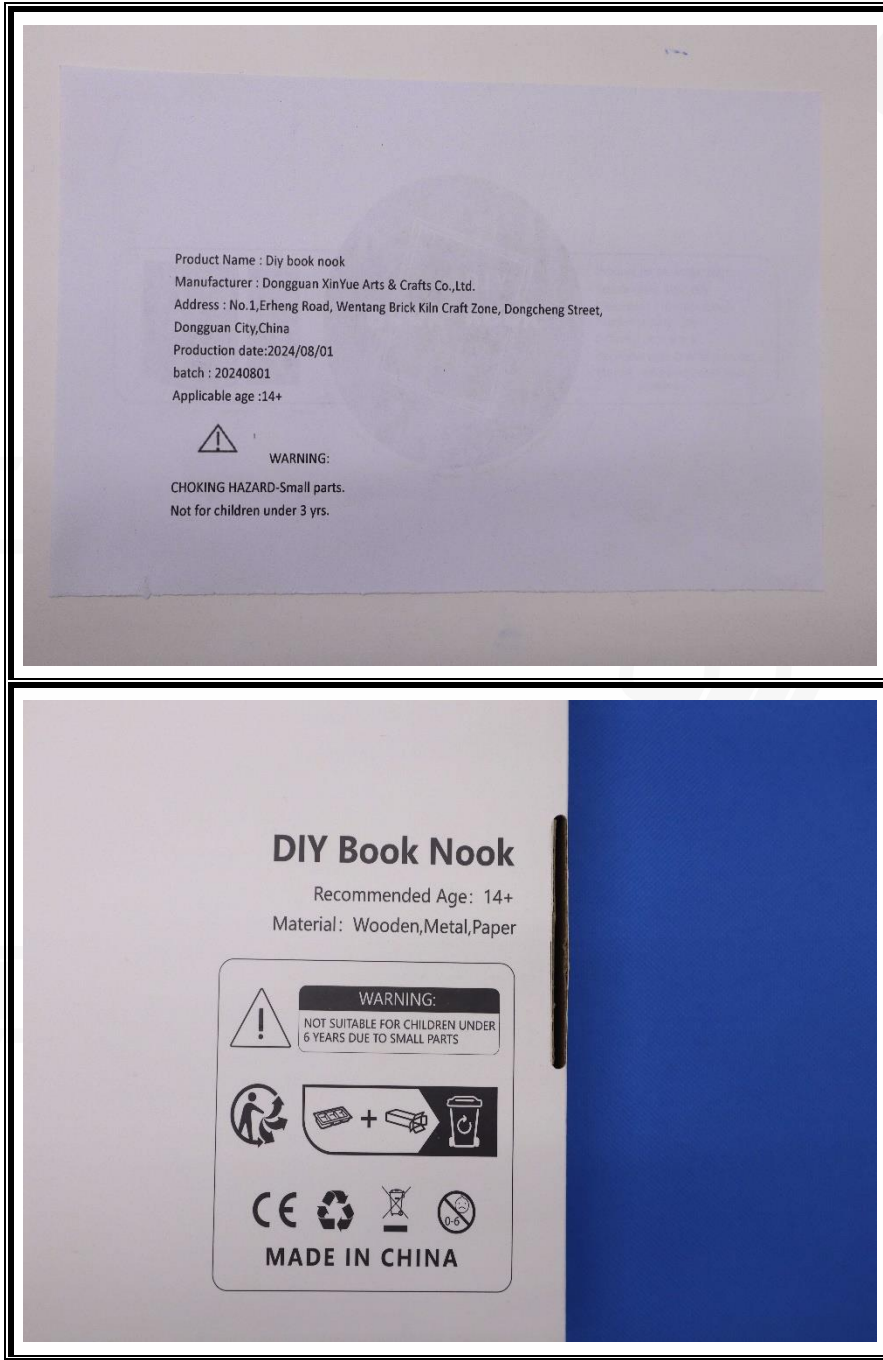 Product Name : Diy book nook
Manufacturer : Dongguan XinYue Arts & Crafts Co.,Ltd.
Address : No.1,Erheng Road, Wentang Brick Kiln Craft Zone, Dongcheng Street,
Dongguan City,China
Production date:2024/08/01
batch : 20240801
Applicable age :14+
WARNING:
CHOKING HAZARD-Small parts.
Not for children under 3 yrs.
DIY Book Nook
Recommended Age: 14+
Material: Wooden,Metal,Paper
WARNING:
NOT SUITABLE FOR CHILDREN UNDER
6 YEARS DUE TO SMALL PARTS
CE
0-6
MADE IN CHINA